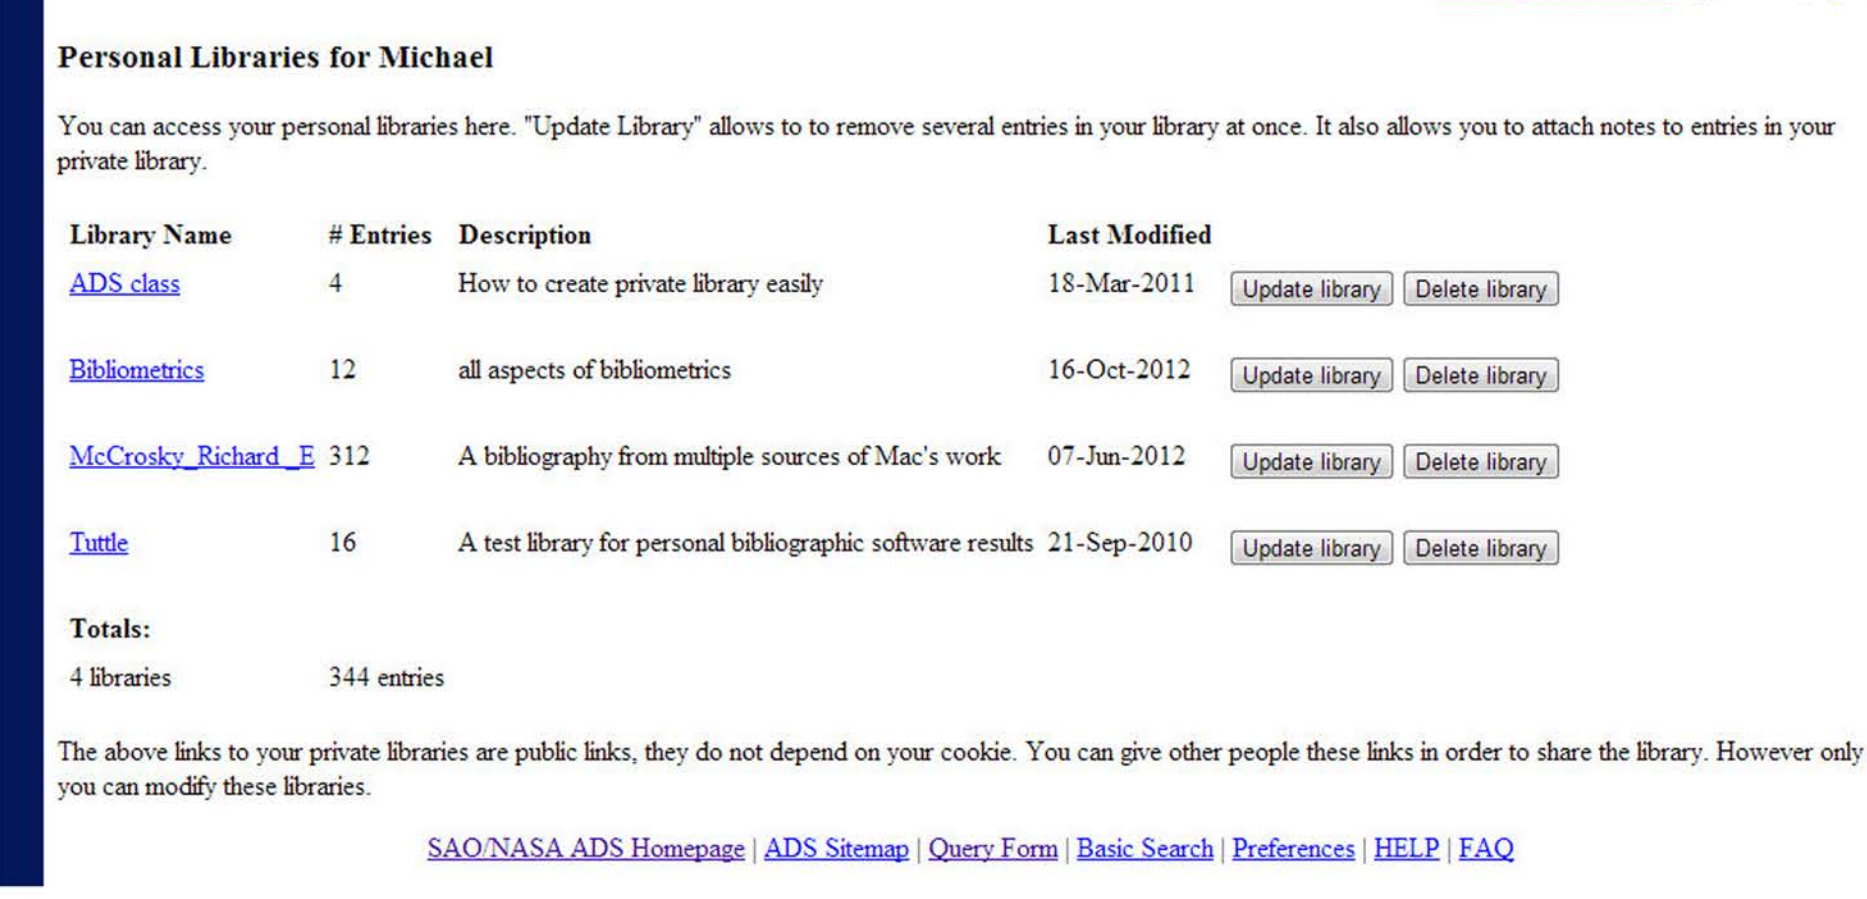 Personal Libraries for Michael
You can access your personal libraries here. "Update Library" allows to to remove several entries in your library at once. It also allows you to attach notes to entries in your
private library.
Library Name # Entries Description Last Modified
ADS class 4 How to create private library easily 18-Mar-2011 Update library Delete library
Bibliometrics 12 all aspects of bibliometrics 16-Oct-2012 Update library Delete library
McCrosky_Richard_E 312 A bibliography from multiple sources of Mac's work 07-Jun-2012 Update library Delete library
Tuttle 16 A test library for personal bibliographic software results 21-Sep-2010 Update library Delete library
Totals:
4 libraries 344 entries
The above links to your private libraries are public links, they do not depend on your cookie. You can give other people these links in order to share the library. However only
you can modify these libraries.
SAO/NASA ADS Homepage | ADS Sitemap | Query Form | Basic Search | Preferences | HELP | FAQ